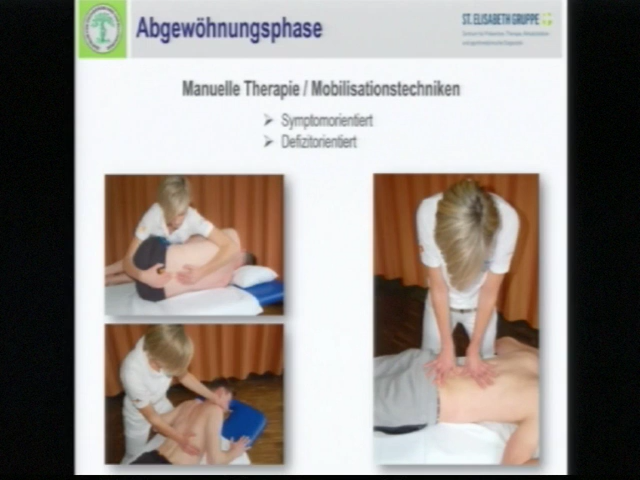 Abgewöhnungsphase
ST. ELISABETH GRUPPE
Manuelle Therapie / Mobilisationstechniken
➢ Symptomorientiert
➢ Defizitorientiert